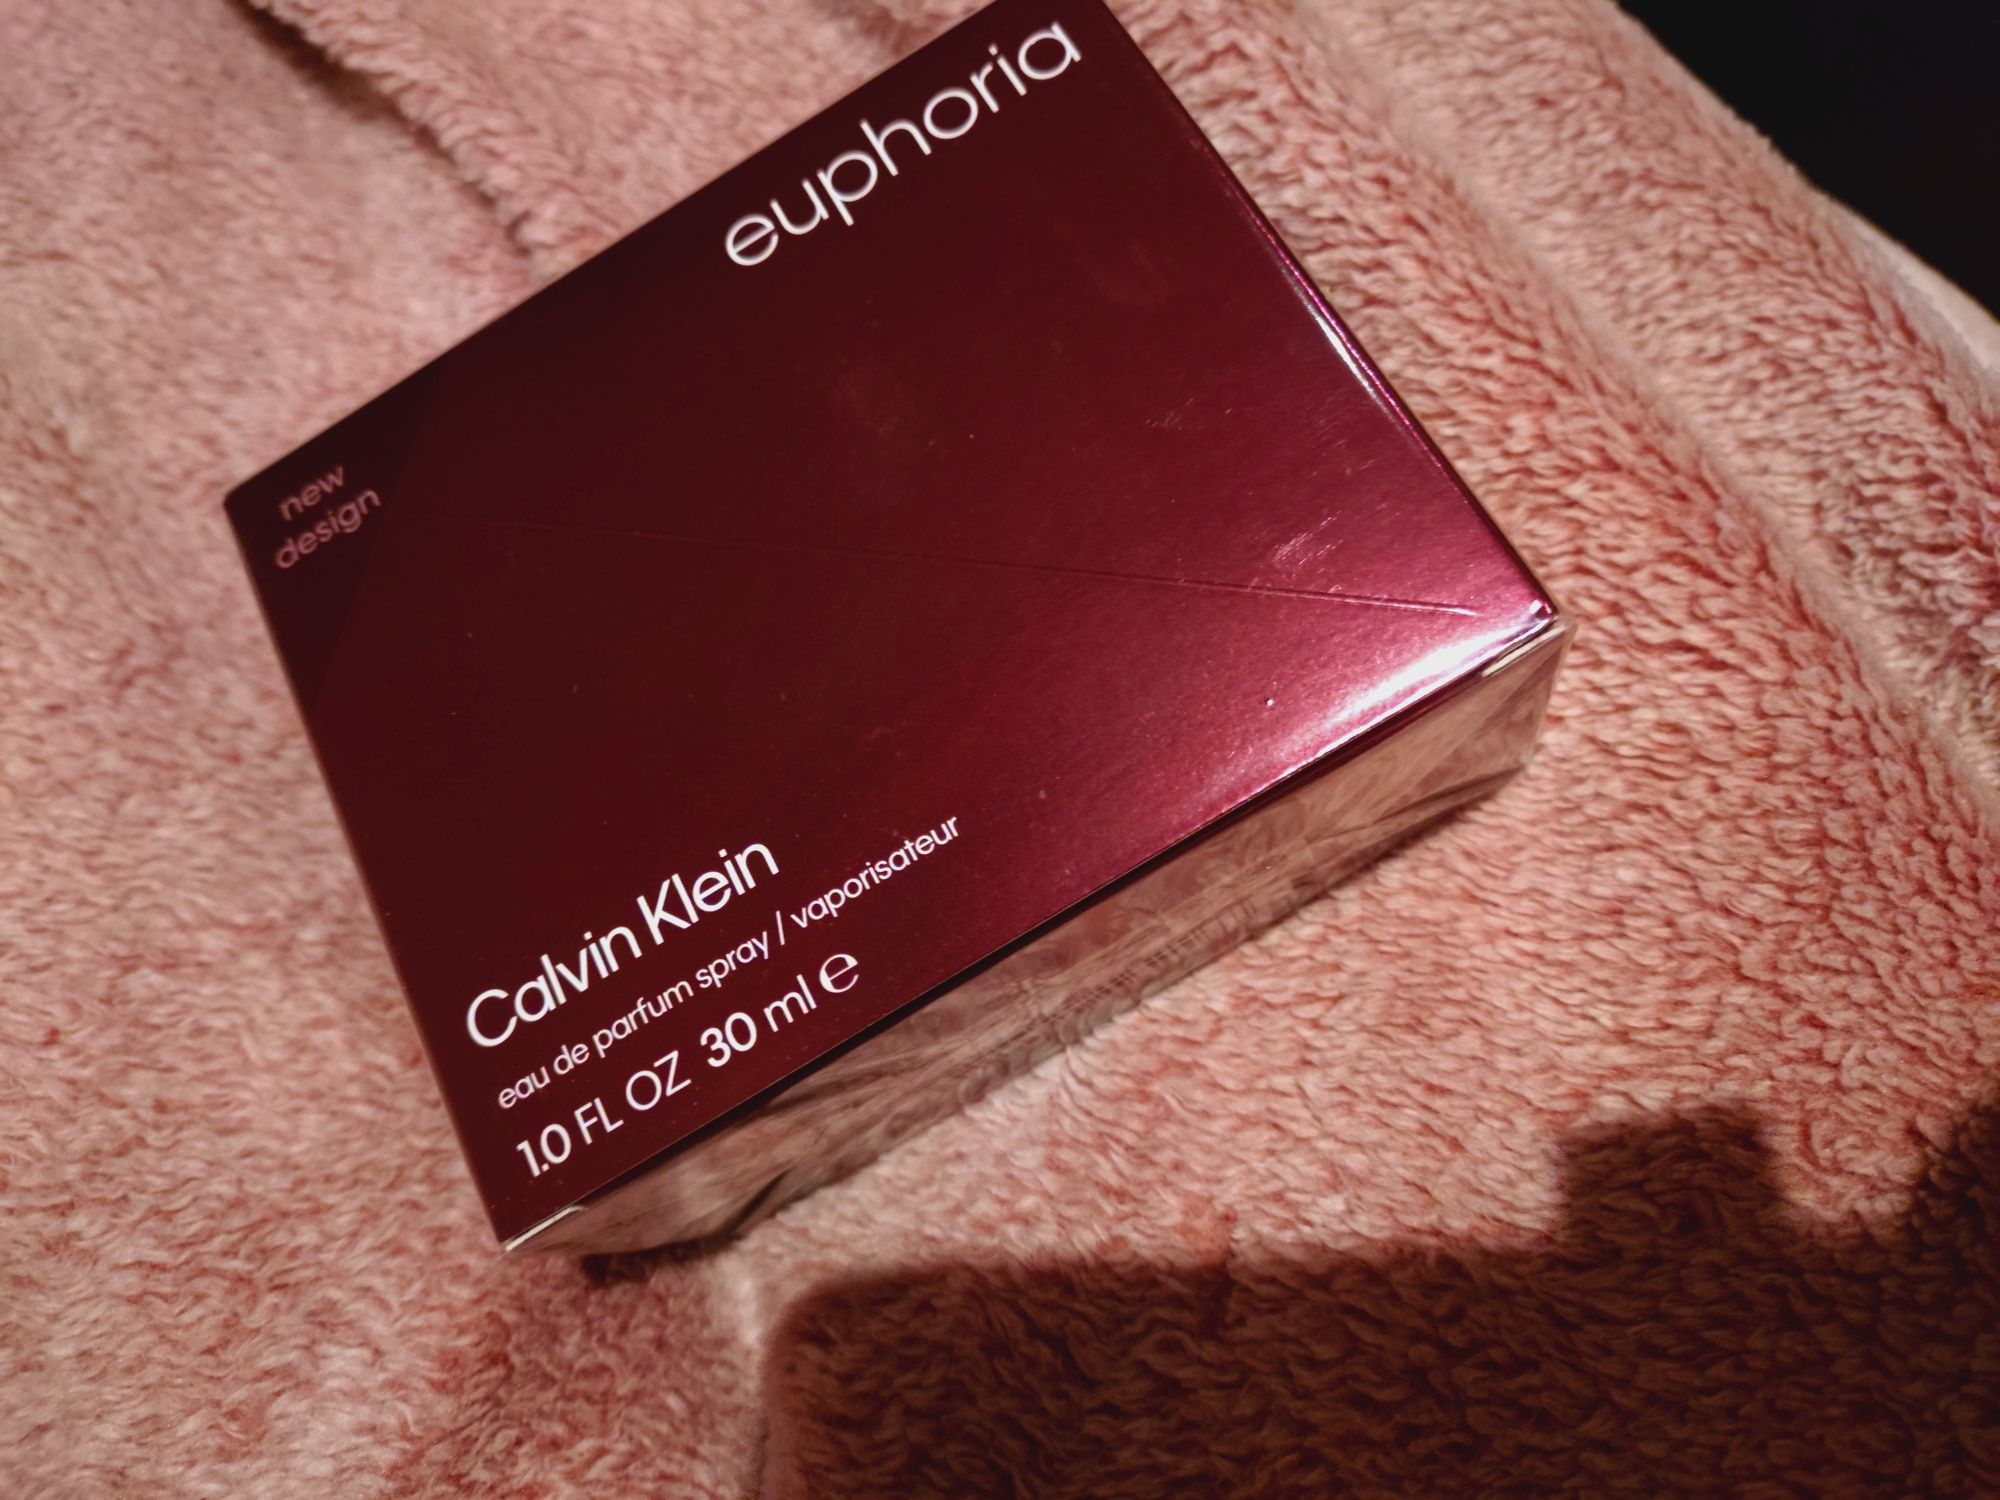 euphoria
new
design
Calvin Klein
eau de parfum spray / vaporisateur
1.0 FL OZ 30 ml ℮